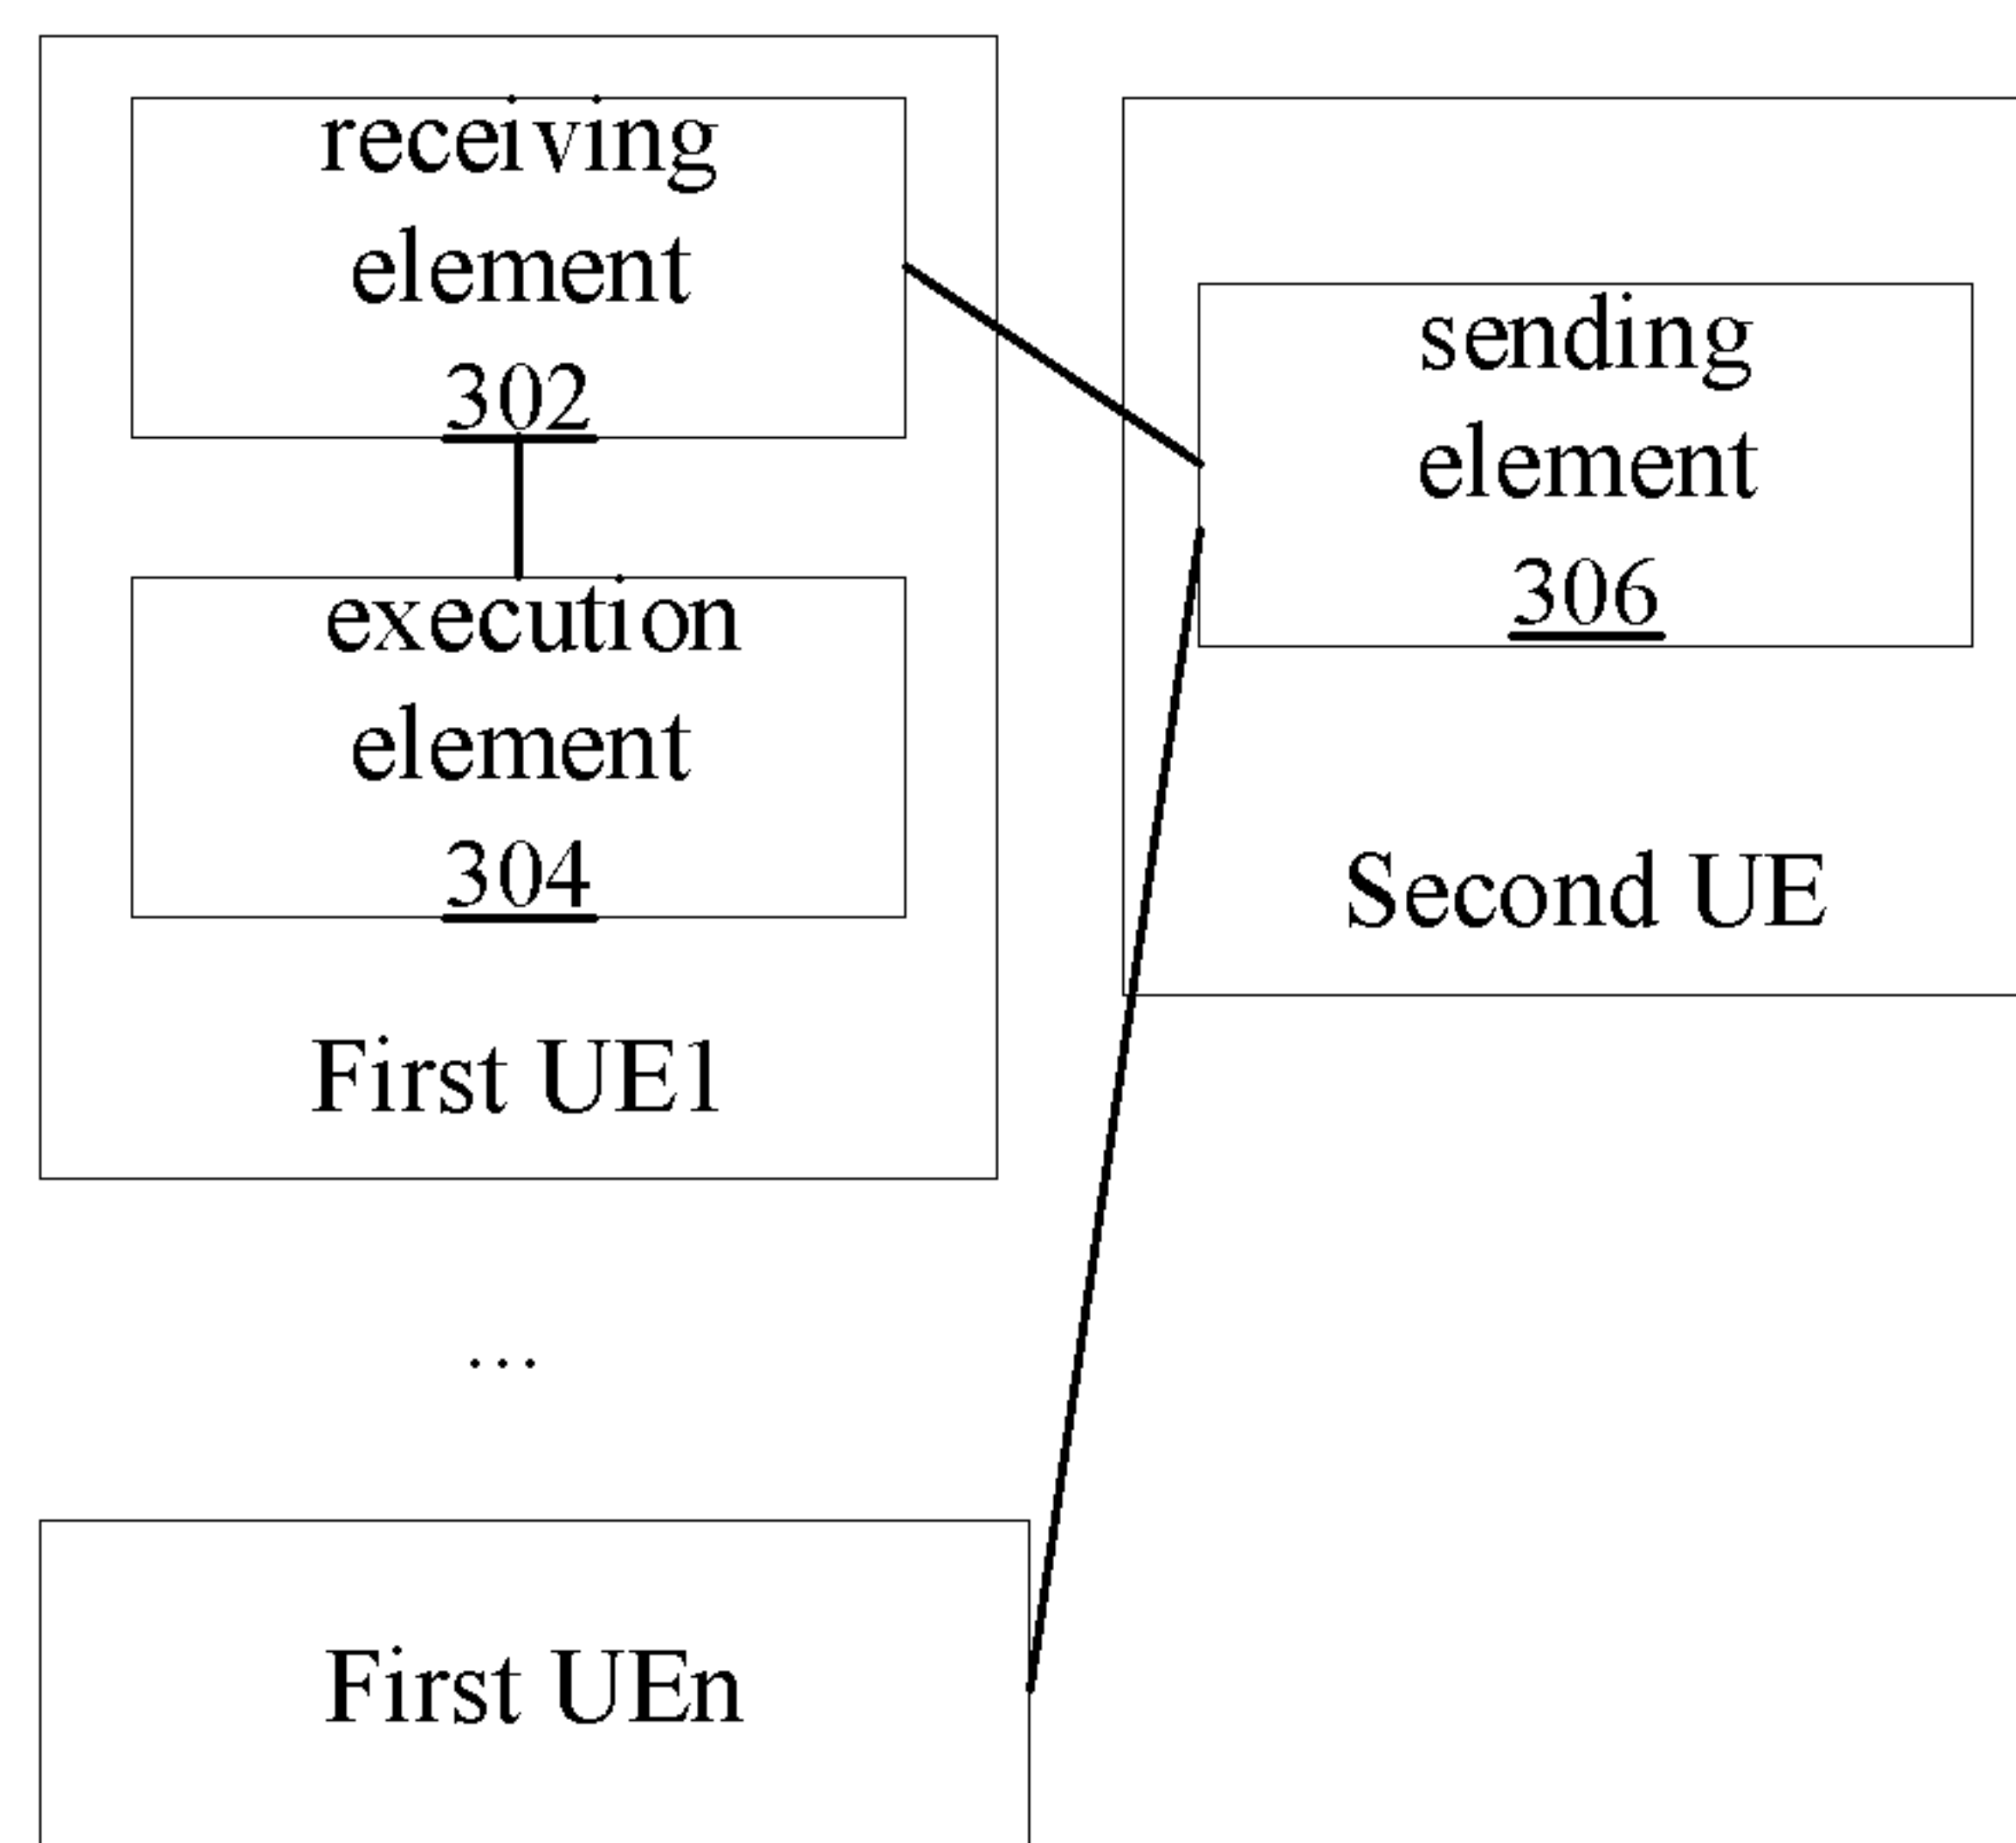 receiving
element
302
execution
element
304
First UE1
sending
element
306
Second UE
...
First UEn